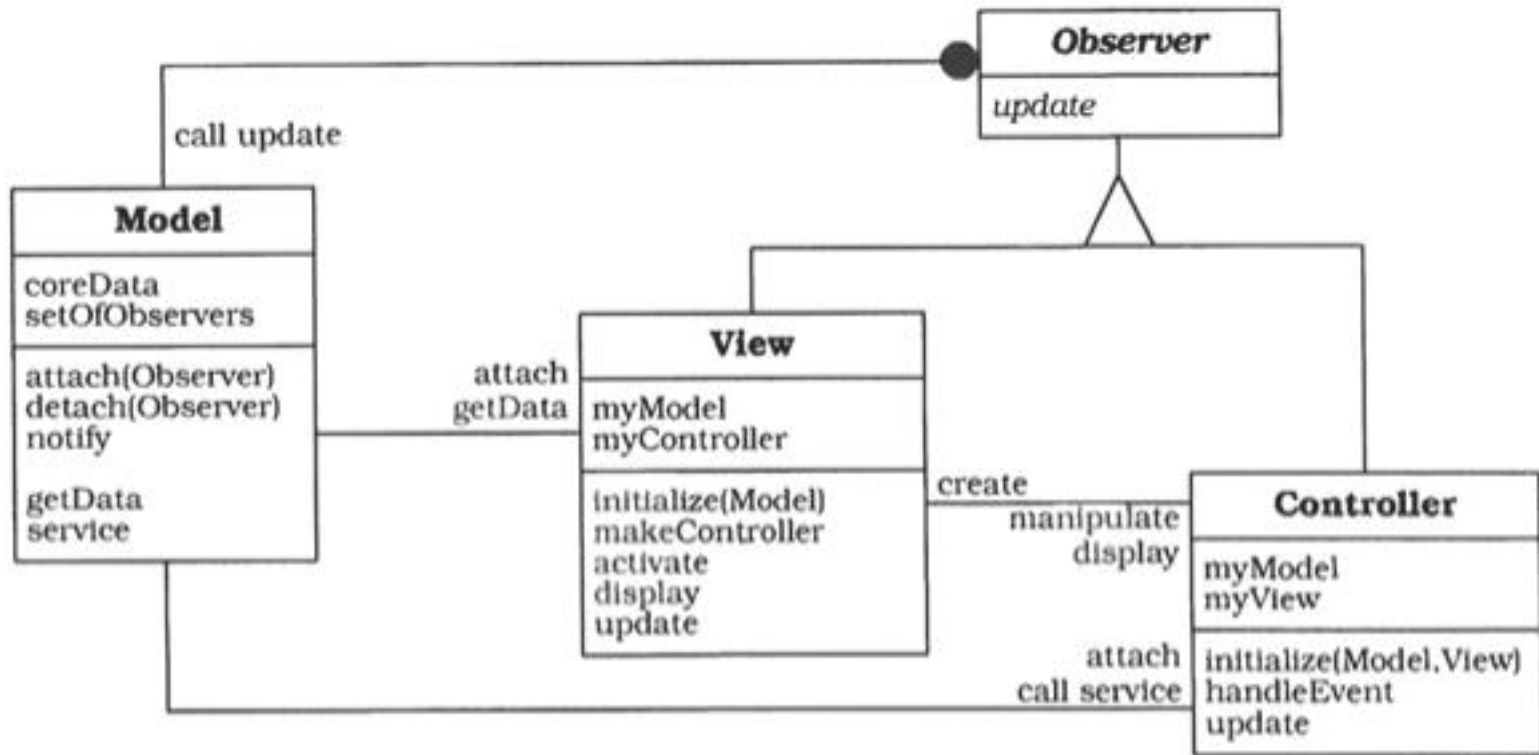 Observer
update
call update
Model
coreData
setOfObservers
attach(Observer)
detach(Observer)
notify
getData
service
attach
getData
View
myModel
myController
initialize(Model)
makeController
activate
display
update
create
manipulate
display
Controller
myModel
myView
attach
call service
initialize(Model,View)
handleEvent
update